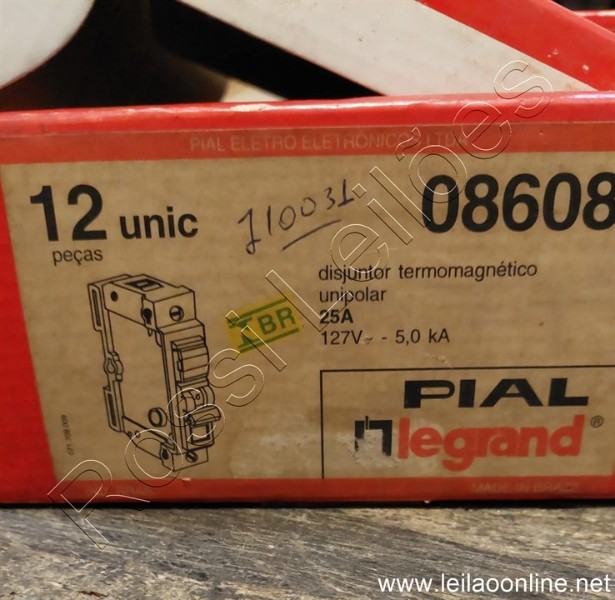 PIAL ELETRO ELETRÔNICOS LTDA
12 unic
peças
110031
08608
disjuntor termomagnético
unipolar
25A
127V~ - 5,0 kA
BR
PIAL
legrand®
MADE IN BRAZIL
Rossi Leilões
www.leilaoonline.net